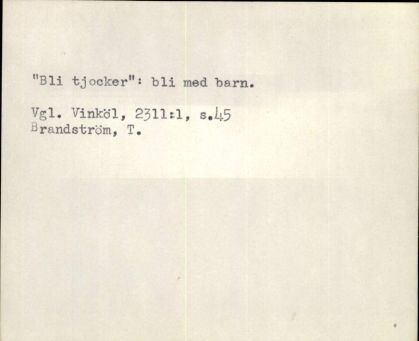 "Bli tjocker": bli med barn.
Vgl. Vinköl, 2311:1, s.45
Brandström, T.